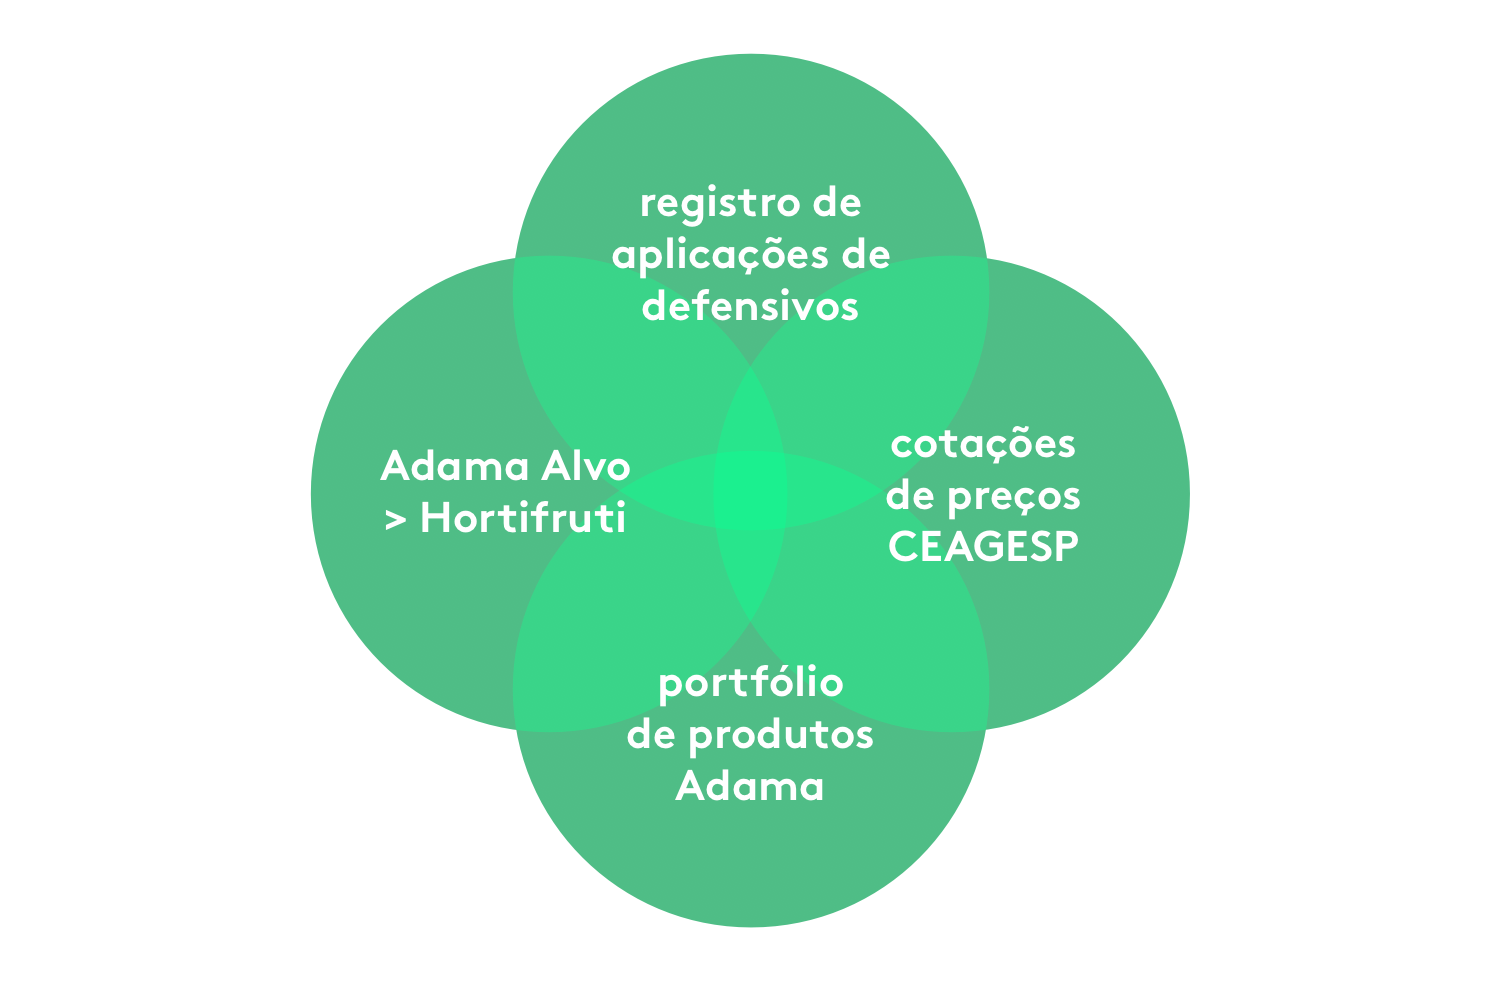 registro de
aplicações de
defensivos
Adama Alvo
> Hortifruti
cotações
de preços
CEAGESP
portfólio
de produtos
Adama